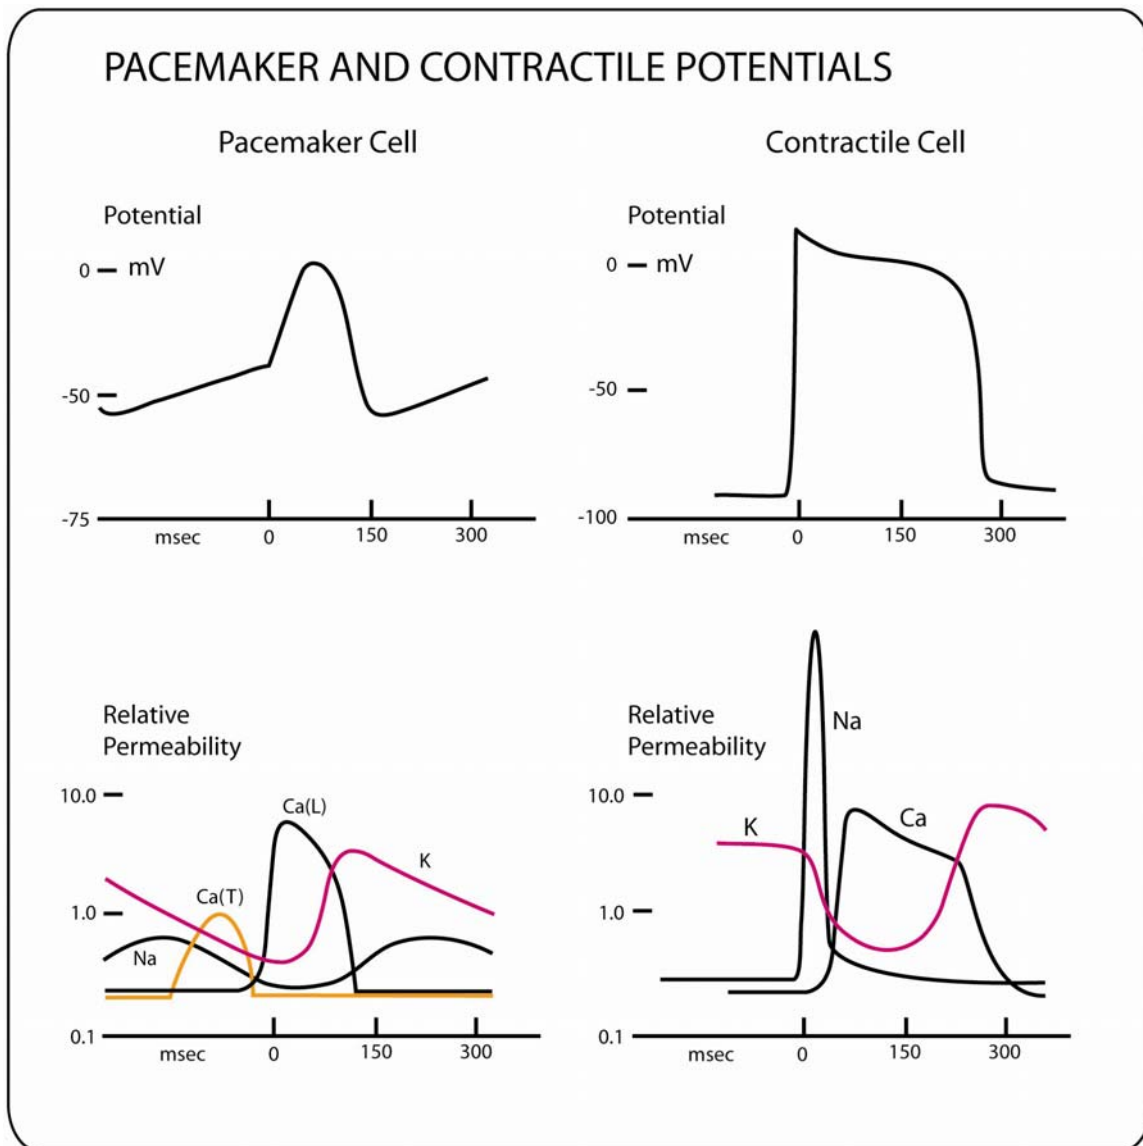 PACEMAKER AND CONTRACTILE POTENTIALS
Pacemaker Cell
Potential
0 mV
-50
-75
msec 0 150 300
Contractile Cell
Potential
0 mV
-50
-100
msec 0 150 300
Relative
Permeability
10.0
Ca(L)
K
Ca(T)
1.0
Na
0.1
msec 0 150 300
Relative
Permeability
Na
10.0
K
Ca
1.0
0.1
msec 0 150 300